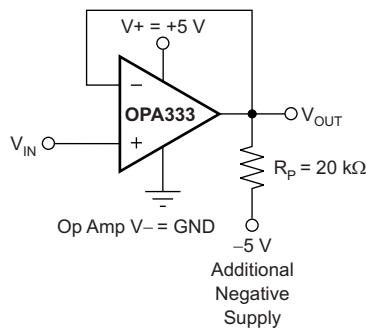 V+ = +5 V
−
OPA333
VOUT
VIN
+
RP = 20 kΩ
Op Amp V− = GND
−5 V
Additional
Negative
Supply